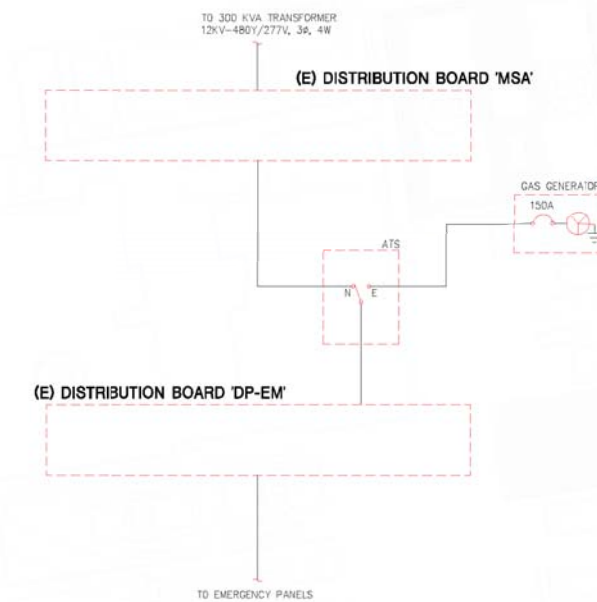 TO 300 KVA TRANSFORMER
12KV-480Y/277V, 3ø, 4W
(E) DISTRIBUTION BOARD 'MSA'
GAS GENERATOR
150A
ATS
N E
(E) DISTRIBUTION BOARD 'DP-EM'
TO EMERGENCY PANELS